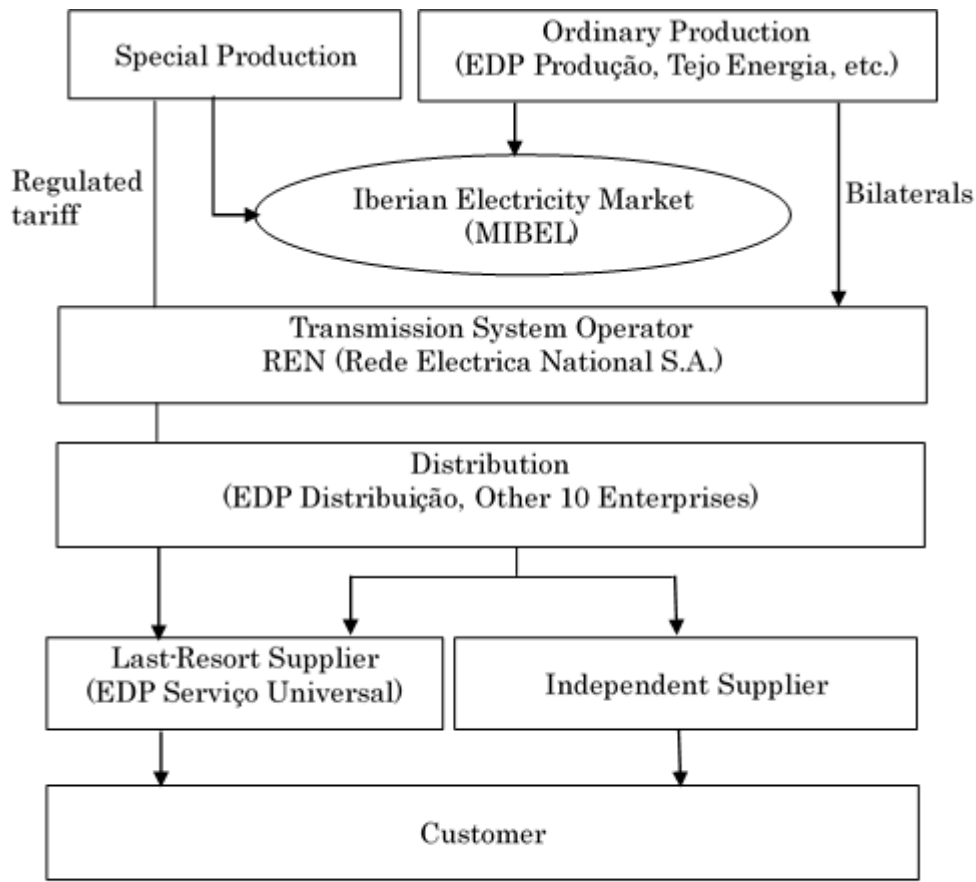 Special Production
Ordinary Production
(EDP Produção, Tejo Energia, etc.)
Regulated
tariff
Iberian Electricity Market
(MIBEL)
Bilaterals
Transmission System Operator
REN (Rede Electrica National S.A.)
Distribution
(EDP Distribuição, Other 10 Enterprises)
Last-Resort Supplier
(EDP Serviço Universal)
Independent Supplier
Customer